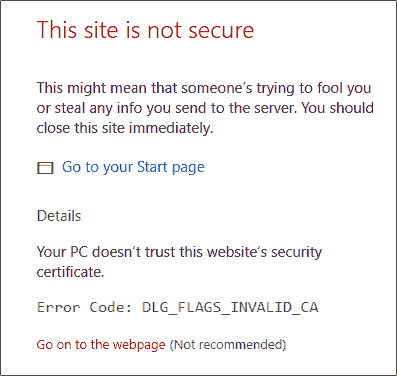 This site is not secure
This might mean that someone's trying to fool you
or steal any info you send to the server. You should
close this site immediately.
Go to your Start page
Details
Your PC doesn't trust this website's security
certificate.
Error Code: DLG_FLAGS_INVALID_CA
Go on to the webpage (Not recommended)